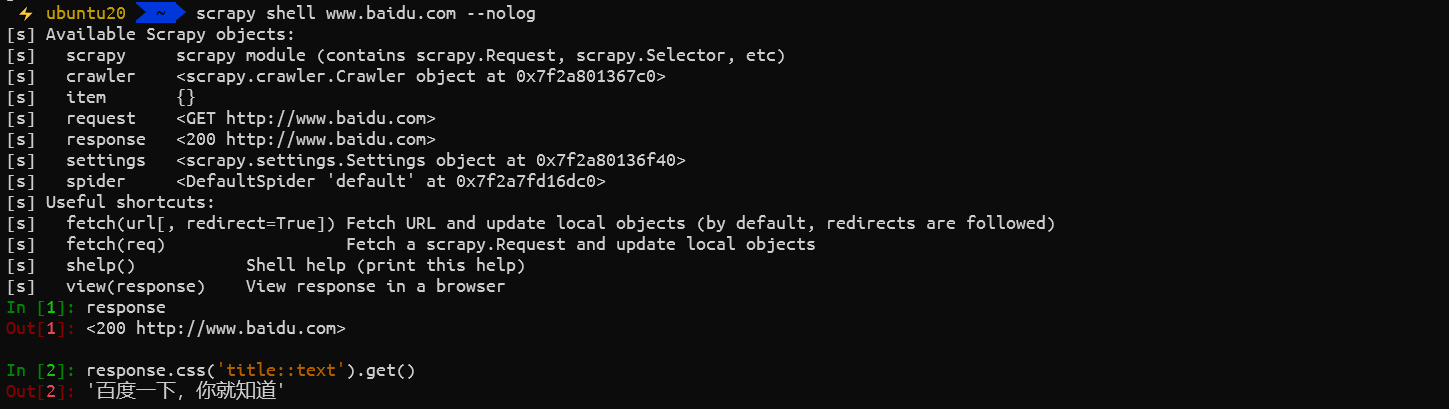 ⚡ ubuntu20 ~ scrapy shell www.baidu.com --nolog
[s] Available Scrapy objects:
[s]   scrapy     scrapy module (contains scrapy.Request, scrapy.Selector, etc)
[s]   crawler    <scrapy.crawler.Crawler object at 0x7f2a801367c0>
[s]   item       {}
[s]   request    <GET http://www.baidu.com>
[s]   response   <200 http://www.baidu.com>
[s]   settings   <scrapy.settings.Settings object at 0x7f2a80136f40>
[s]   spider     <DefaultSpider 'default' at 0x7f2a7fd16dc0>
[s] Useful shortcuts:
[s]   fetch(url[, redirect=True]) Fetch URL and update local objects (by default, redirects are followed)
[s]   fetch(req)                  Fetch a scrapy.Request and update local objects
[s]   shelp()           Shell help (print this help)
[s]   view(response)    View response in a browser
In [1]: response
Out[1]: <200 http://www.baidu.com>
In [2]: response.css('title::text').get()
Out[2]: '百度一下，你就知道'